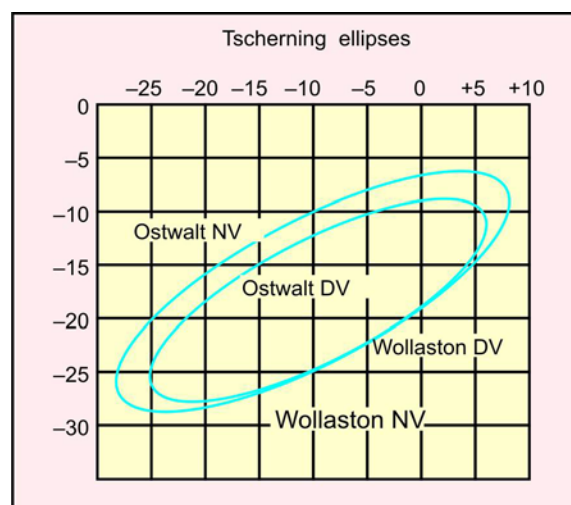 Tscherning ellipses
–25 –20 –15 –10 –5 0 +5 +10
0
–5
–10
Ostwalt NV
–15
Ostwalt DV
–20
Wollaston DV
–25
Wollaston NV
–30